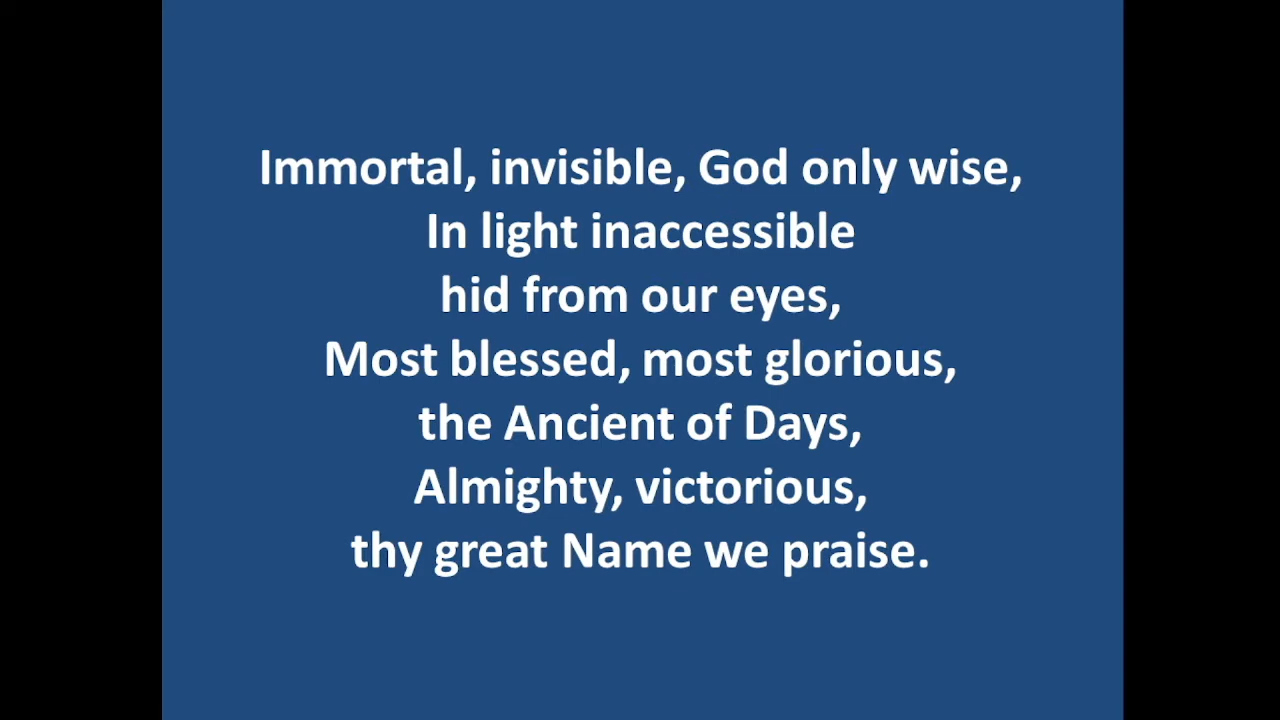 Immortal, invisible, God only wise,
In light inaccessible
hid from our eyes,
Most blessed, most glorious,
the Ancient of Days,
Almighty, victorious,
thy great Name we praise.